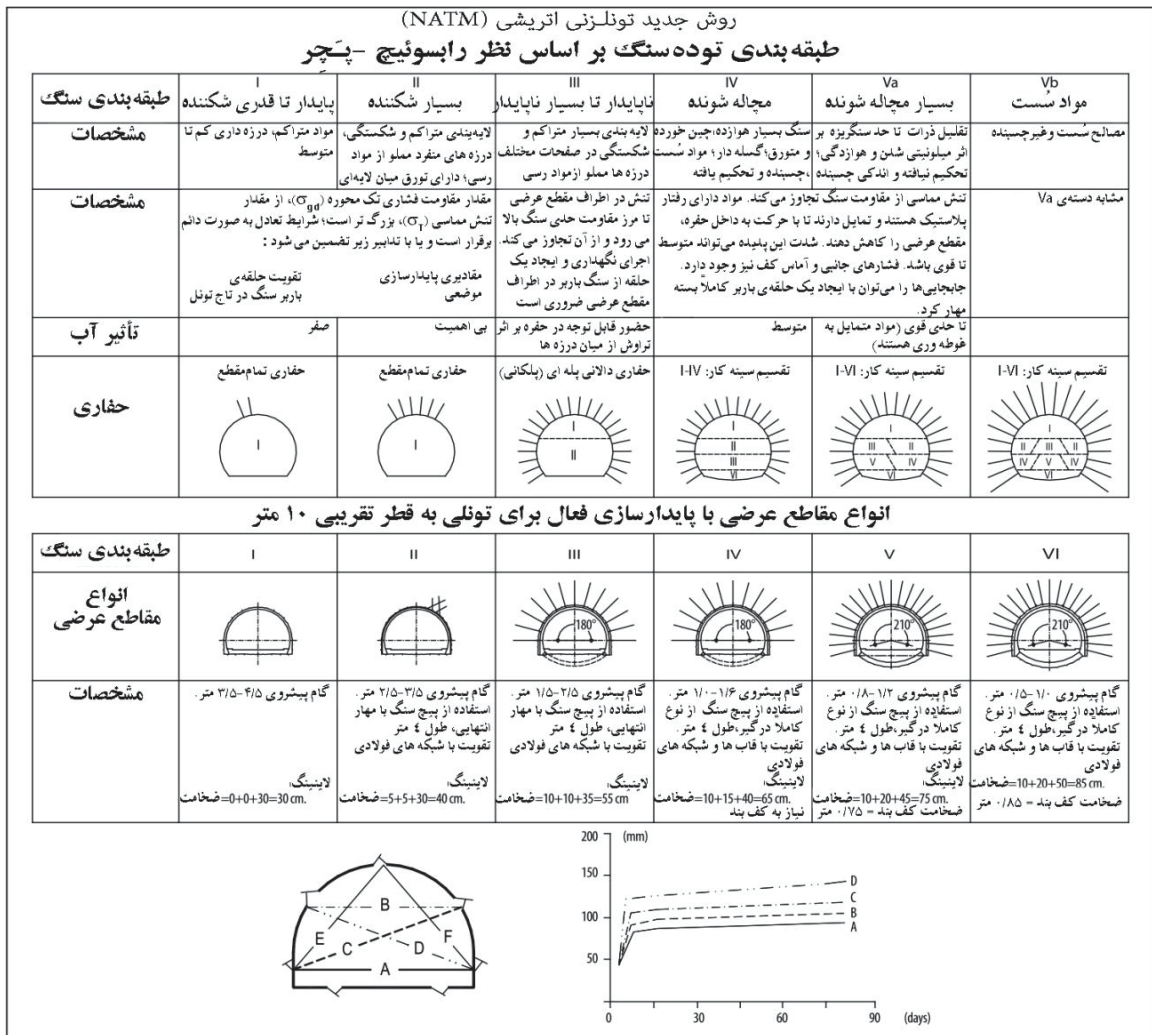 روش جدید تونلـزنی اتریشی (NATM)
طبقه بندی توده سنگ بر اساس نظر رابسوئیچ -پـَچِر
طبقه بندی سنگ
I
پایدار تا قدری شکننده
II
بسیار شکننده
III
ناپایدار تا بسیار ناپایدار
IV
مچاله شونده
Va
بسیار مچاله شونده
Vb
مواد سُست
مشخصات
مواد متراکم، درزه داری کم تا
متوسط
لایه‌بندی متراکم و شکستگی،
درزه های منفرد مملو از مواد
رسی؛ دارای تورق میان لایه‌ای
لایه بندی بسیار متراکم و
شکستگی در صفحات مختلف
درزه ها مملو ازمواد رسی
سنگ بسیار هوازده،چین خورده
و متورق؛گسله دار؛ مواد سُست
،چسبنده و تحکیم یافته
تقلیل ذرات تا حد سنگریزه بر
اثر میلونیتی شدن و هوازدگی؛
تحکیم نیافته و اندکی چسبنده
مصالح سُست وغیرچسبنده
مشخصات
مقدار مقاومت فشاری تک محوره (σgd)، از مقدار
تنش مماسی (σT)، بزرگ تر است؛ شرایط تعادل به صورت دائم
برقرار است و یا با تدابیر زیر تضمین می شود :
تقویت حلقه‌ی
باربر سنگ در تاج تونل
مقادیری پایدارسازی
موضعی
تنش در اطراف مقطع عرضی
تا مرز مقاومت حدی سنگ بالا
می رود و از آن تجاوز می‌کند.
اجرای نگهداری و ایجاد یک
حلقه از سنگ باربر در اطراف
مقطع عرضی ضروری است
تنش مماسی از مقاومت سنگ تجاوز می‌کند. مواد دارای رفتار
پلاستیک هستند و تمایل دارند تا با حرکت به داخل حفره،
مقطع عرضی را کاهش دهند. شدت این پدیده می‌تواند متوسط
تا قوی باشد. فشارهای جانبی و آماس کف نیز وجود دارد.
جابجایی‌ها را می‌توان با ایجاد یک حلقه‌ی باربر کاملاً بسته
مهار کرد.
مشابه دسته‌ی Va
تأثیر آب
صفر
بی اهمیت
حضور قابل توجه در حفره بر اثر
تراوش از میان درزه ها
متوسط
تا حدی قوی (مواد متمایل به
غوطه وری هستند)
حفاری
حفاری تمام‌مقطع
I
حفاری تمام‌مقطع
I
حفاری دالانی پله ای (پلکانی)
I
II
تقسیم سینه کار: I-IV
I
II
III
VI
تقسیم سینه کار: I-VI
I
III II
V IV
VI
تقسیم سینه کار: I-VI
I
II III II
IV V IV
VI
انواع مقاطع عرضی با پایدارسازی فعال برای تونلی به قطر تقریبی ۱۰ متر
طبقه بندی سنگ
I
II
III
IV
V
VI
انواع
مقاطع عرضی
180°
180°
210°
210°
مشخصات
گام پیشروی ۴/۵-۳/۵ متر.
لاینینگ:
ضخامت=0+0+30=30 cm.
گام پیشروی ۳/۵-۲/۵ متر.
استفاده از پیچ سنگ با مهار
انتهایی، طول ٤ متر
تقویت با شبکه های فولادی
لاینینگ:
ضخامت=5+5+30=40 cm.
گام پیشروی ۲/۵-۱/۵ متر.
استفاده از پیچ سنگ با مهار
انتهایی، طول ٤ متر
تقویت با شبکه های فولادی
لاینینگ:
ضخامت=10+10+35=55 cm
گام پیشروی ۱/۶-۱/۰ متر.
استفاده از پیچ سنگ از نوع
کاملاً درگیر،طول ٤ متر.
تقویت با قاب ها و شبکه های
فولادی
لاینینگ:
ضخامت=10+15+40=65 cm.
نیاز به کف بند
گام پیشروی ۱/۲-۰/۸ متر.
استفاده از پیچ سنگ از نوع
کاملاً درگیر،طول ٤ متر.
تقویت با قاب ها و شبکه های
فولادی
لاینینگ:
ضخامت=10+20+45=75 cm.
ضخامت کف بند = ۰/۷۵ متر
گام پیشروی ۱/۰-۰/۵ متر.
استفاده از پیچ سنگ از نوع
کاملاً درگیر،طول ٤ متر.
تقویت با قاب ها و شبکه های
فولادی
ضخامت=10+20+50=85 cm.
ضخامت کف بند = ۰/۸۵ متر
B
E
C
D
F
A
200 (mm)
150
100
50
D
C
B
A
0 30 60 90 (days)